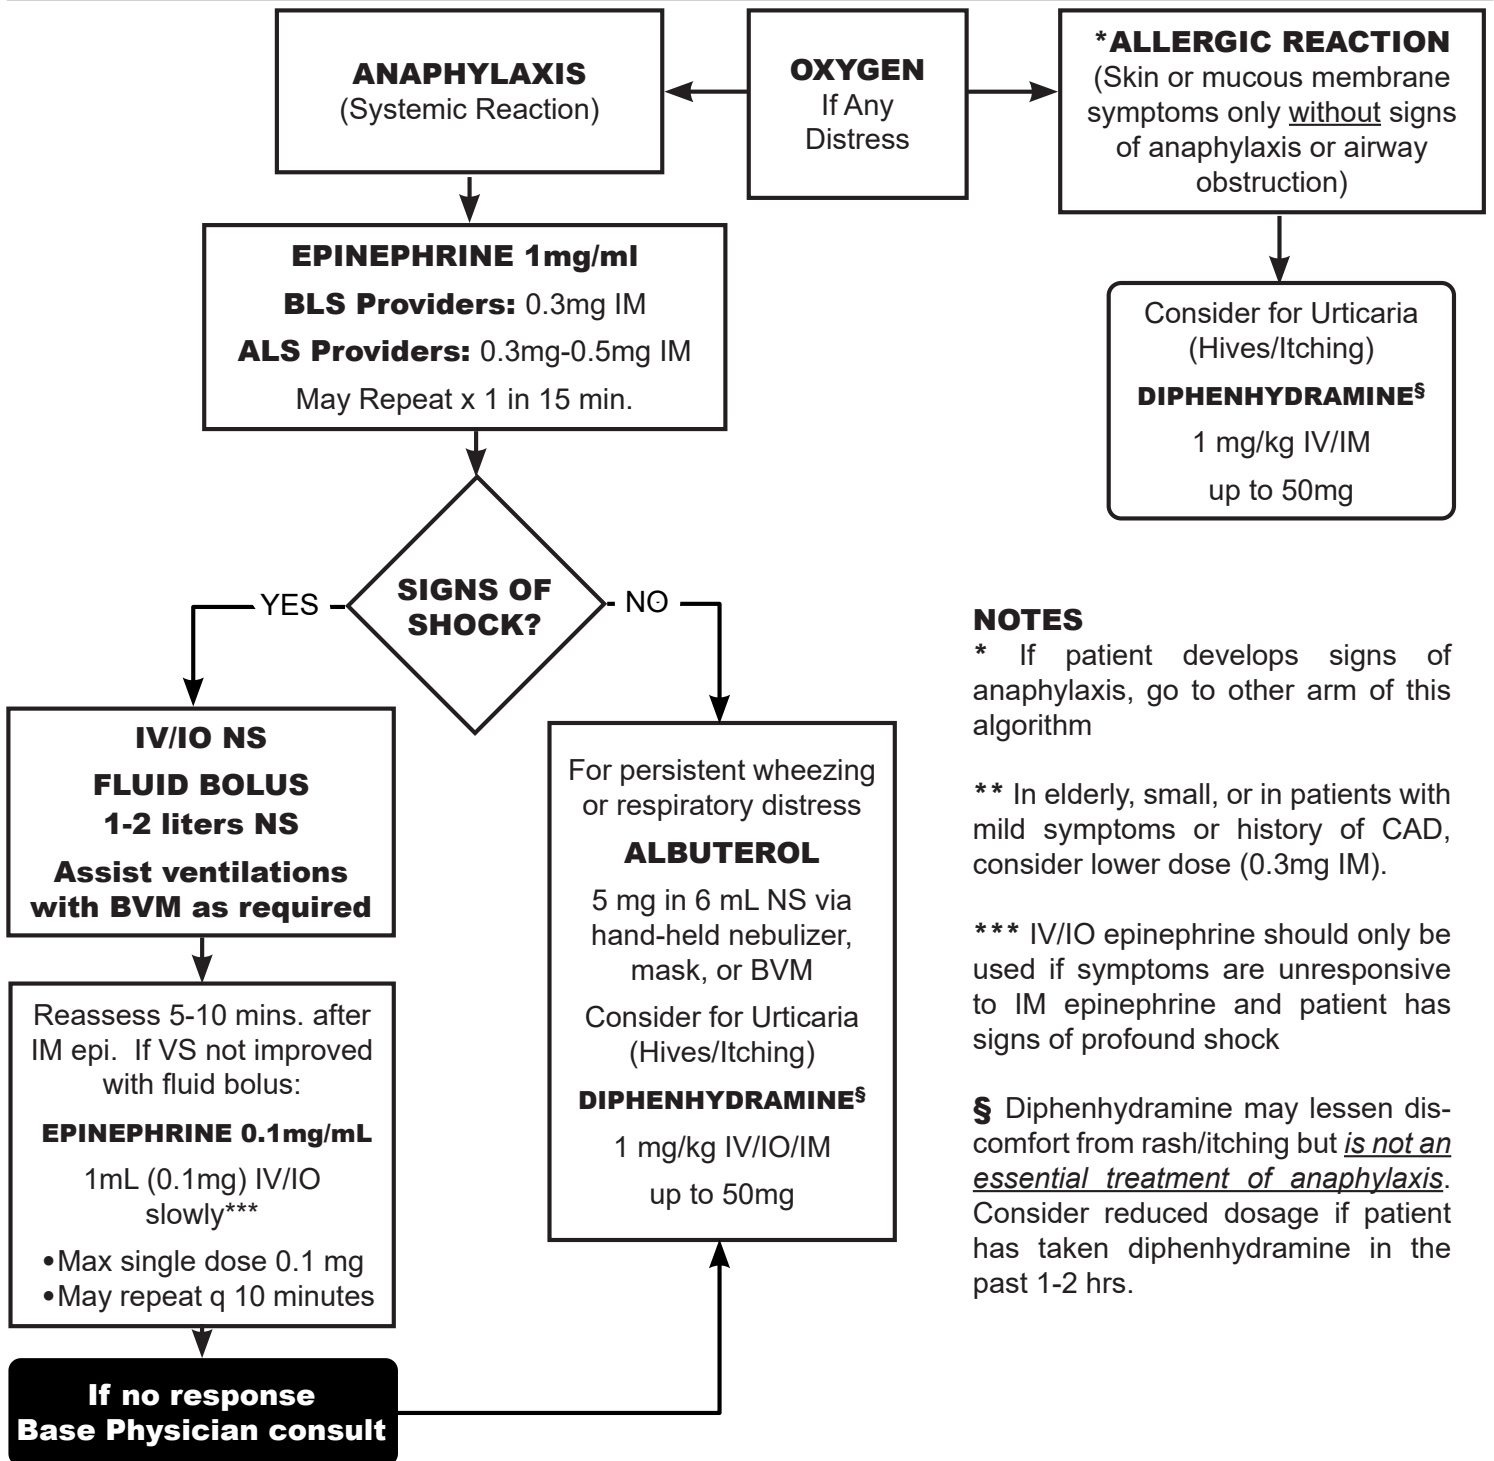 ANAPHYLAXIS
(Systemic Reaction)
OXYGEN
If Any
Distress
*ALLERGIC REACTION
(Skin or mucous membrane
symptoms only without signs
of anaphylaxis or airway
obstruction)
EPINEPHRINE 1mg/ml
BLS Providers: 0.3mg IM
ALS Providers: 0.3mg-0.5mg IM
May Repeat x 1 in 15 min.
Consider for Urticaria
(Hives/Itching)
DIPHENHYDRAMINE§
1 mg/kg IV/IM
up to 50mg
SIGNS OF
SHOCK?
YES
NO
IV/IO NS
FLUID BOLUS
1-2 liters NS
Assist ventilations
with BVM as required
Reassess 5-10 mins. after
IM epi. If VS not improved
with fluid bolus:
EPINEPHRINE 0.1mg/mL
1mL (0.1mg) IV/IO
slowly***
•Max single dose 0.1 mg
•May repeat q 10 minutes
If no response
Base Physician consult
For persistent wheezing
or respiratory distress
ALBUTEROL
5 mg in 6 mL NS via
hand-held nebulizer,
mask, or BVM
Consider for Urticaria
(Hives/Itching)
DIPHENHYDRAMINE§
1 mg/kg IV/IO/IM
up to 50mg
NOTES
* If patient develops signs of
anaphylaxis, go to other arm of this
algorithm
** In elderly, small, or in patients with
mild symptoms or history of CAD,
consider lower dose (0.3mg IM).
*** IV/IO epinephrine should only be
used if symptoms are unresponsive
to IM epinephrine and patient has
signs of profound shock
§ Diphenhydramine may lessen dis-
comfort from rash/itching but is not an
essential treatment of anaphylaxis.
Consider reduced dosage if patient
has taken diphenhydramine in the
past 1-2 hrs.